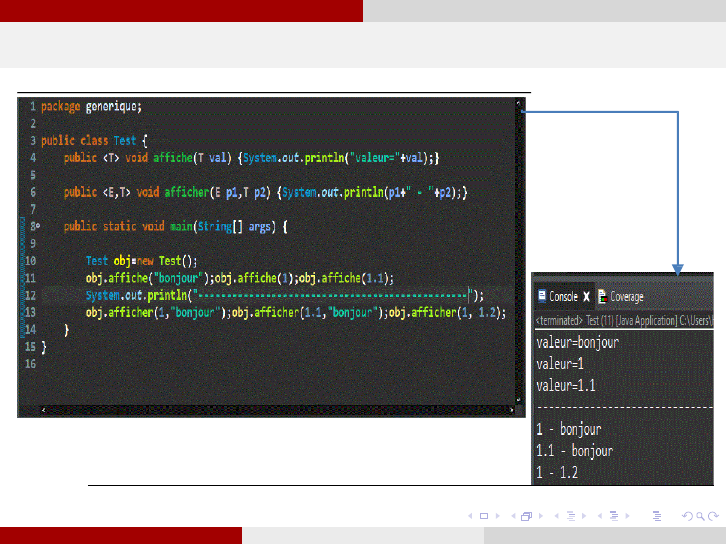 1 package generique;
2
3 public class Test {
4 public <T> void affiche(T val) {System.out.println("valeur="+val);}
5
6 public <E,T> void afficher(E p1,T p2) {System.out.println(p1+" - "+p2);}
7
8 public static void main(String[] args) {
9
10 Test obj=new Test();
11 obj.affiche("bonjour");obj.affiche(1);obj.affiche(1.1);
12 System.out.println("-----------------------------------------------");
13 obj.afficher(1,"bonjour");obj.afficher(1.1,"bonjour");obj.afficher(1, 1.2);
14 }
15 }
16
Console Coverage
<terminated> Test (11) [Java Application] C:\Users\
valeur=bonjour
valeur=1
valeur=1.1
-----------------------------
1 - bonjour
1.1 - bonjour
1 - 1.2